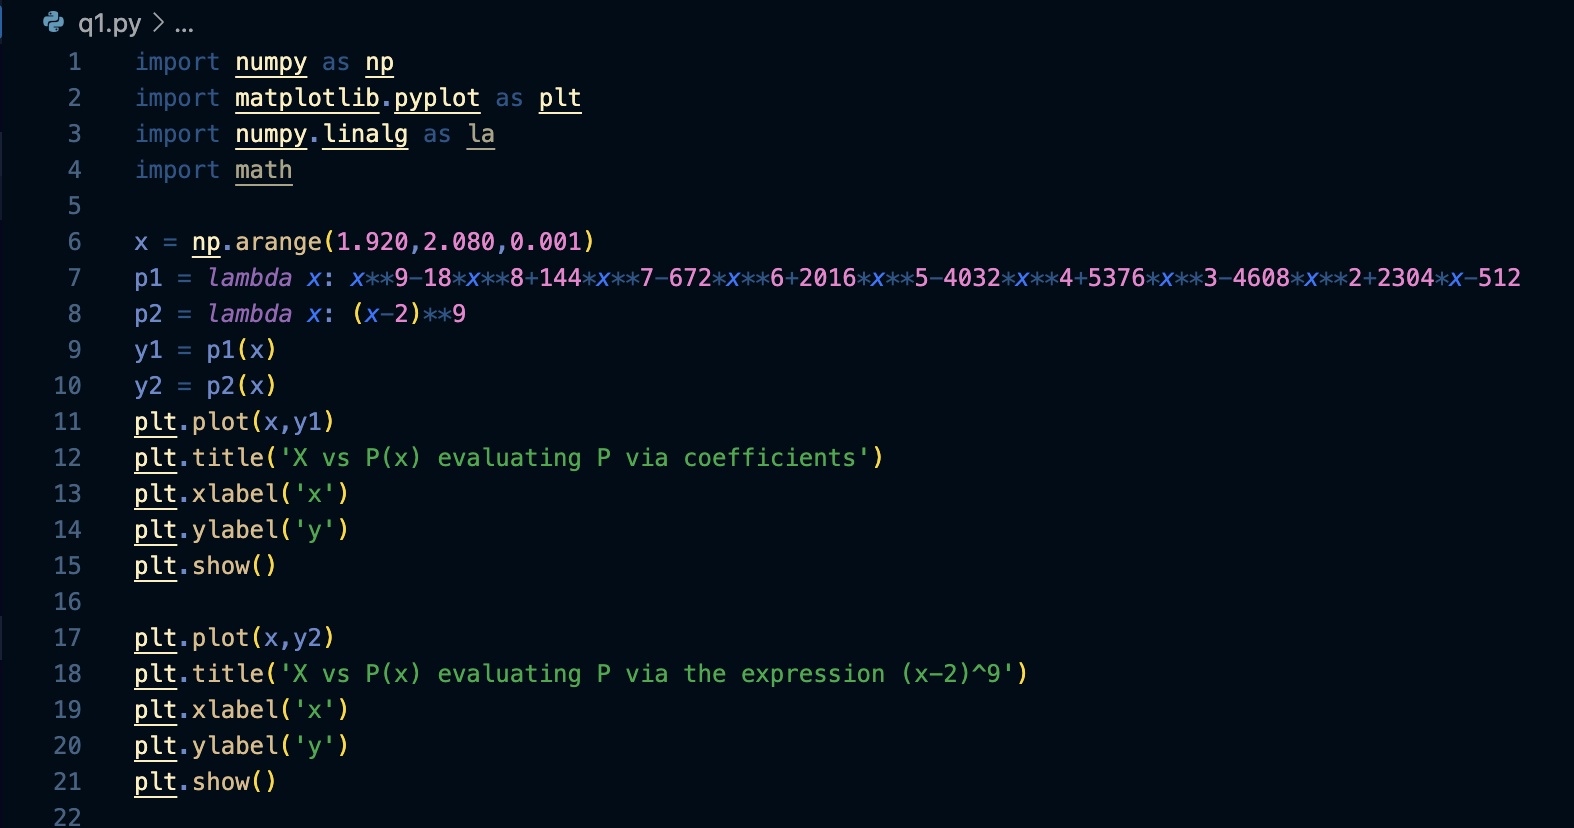 q1.py > ...
1 import numpy as np
2 import matplotlib.pyplot as plt
3 import numpy.linalg as la
4 import math
5
6 x = np.arange(1.920,2.080,0.001)
7 p1 = lambda x: x**9-18*x**8+144*x**7-672*x**6+2016*x**5-4032*x**4+5376*x**3-4608*x**2+2304*x-512
8 p2 = lambda x: (x-2)**9
9 y1 = p1(x)
10 y2 = p2(x)
11 plt.plot(x,y1)
12 plt.title('X vs P(x) evaluating P via coefficients')
13 plt.xlabel('x')
14 plt.ylabel('y')
15 plt.show()
16
17 plt.plot(x,y2)
18 plt.title('X vs P(x) evaluating P via the expression (x-2)^9')
19 plt.xlabel('x')
20 plt.ylabel('y')
21 plt.show()
22